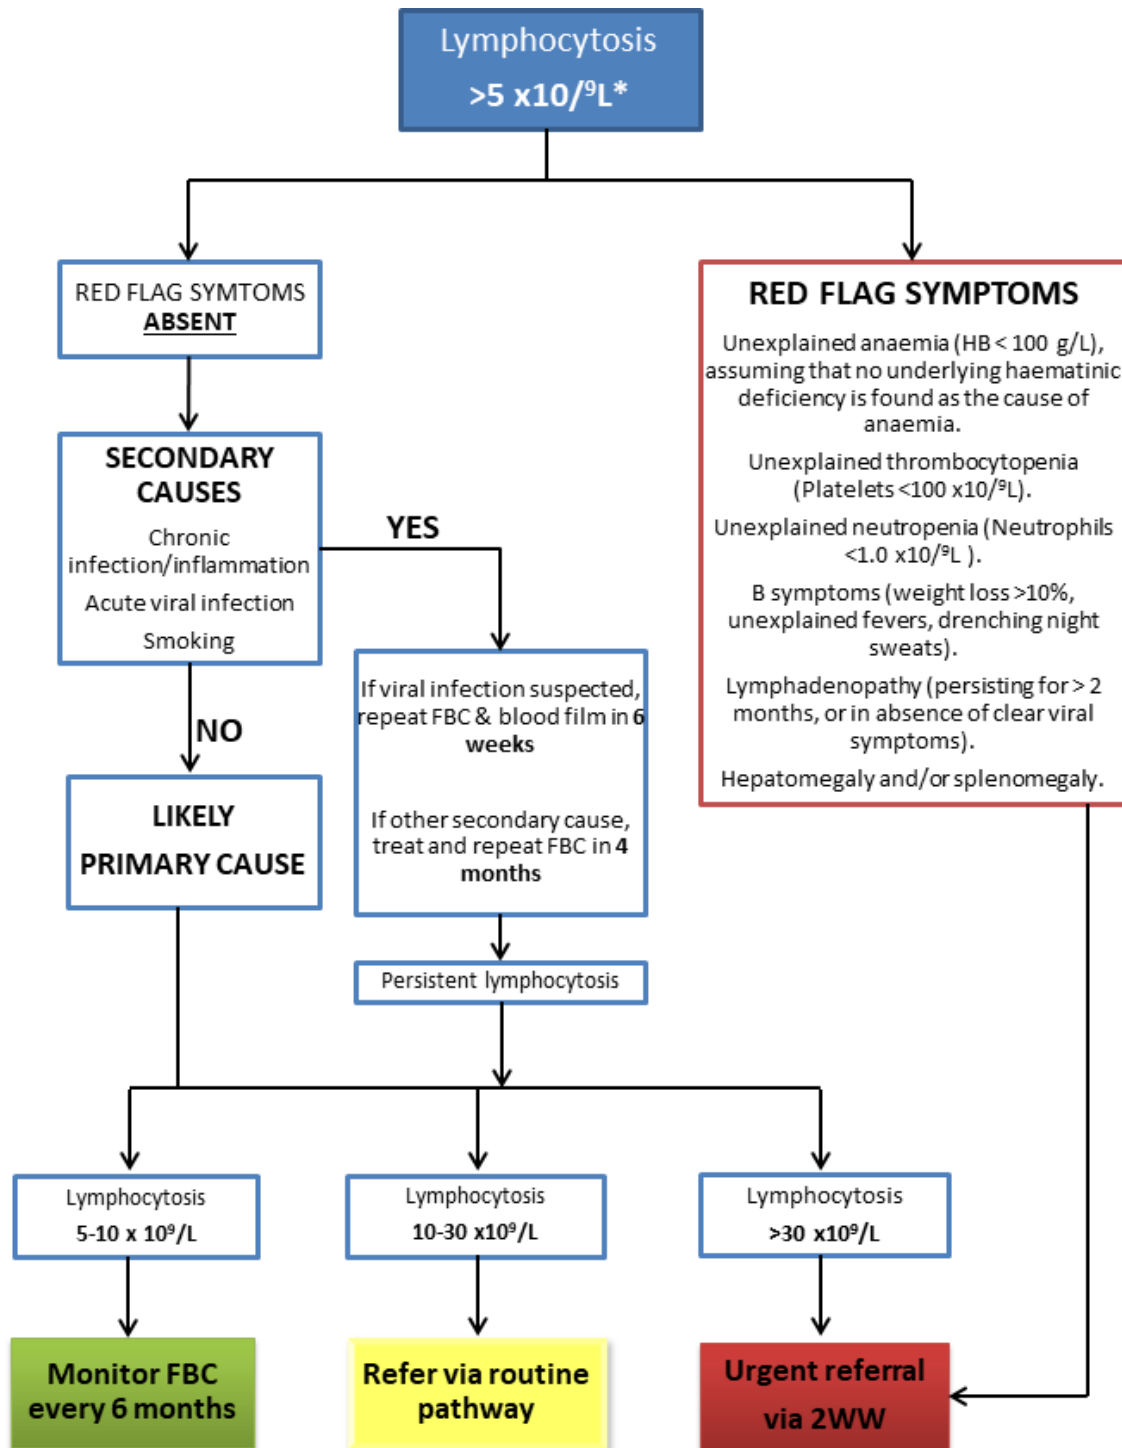 Lymphocytosis
>5 x10/⁹L*
RED FLAG SYMTOMS
ABSENT
SECONDARY
CAUSES
Chronic
infection/inflammation
Acute viral infection
Smoking
YES
NO
LIKELY
PRIMARY CAUSE
If viral infection suspected,
repeat FBC & blood film in 6
weeks
If other secondary cause,
treat and repeat FBC in 4
months
Persistent lymphocytosis
RED FLAG SYMPTOMS
Unexplained anaemia (HB < 100 g/L),
assuming that no underlying haematinic
deficiency is found as the cause of
anaemia.
Unexplained thrombocytopenia
(Platelets <100 x10/⁹L).
Unexplained neutropenia (Neutrophils
<1.0 x10/⁹L ).
B symptoms (weight loss >10%,
unexplained fevers, drenching night
sweats).
Lymphadenopathy (persisting for > 2
months, or in absence of clear viral
symptoms).
Hepatomegaly and/or splenomegaly.
Lymphocytosis
5-10 x 10⁹/L
Lymphocytosis
10-30 x10⁹/L
Lymphocytosis
>30 x10⁹/L
Monitor FBC
every 6 months
Refer via routine
pathway
Urgent referral
via 2WW